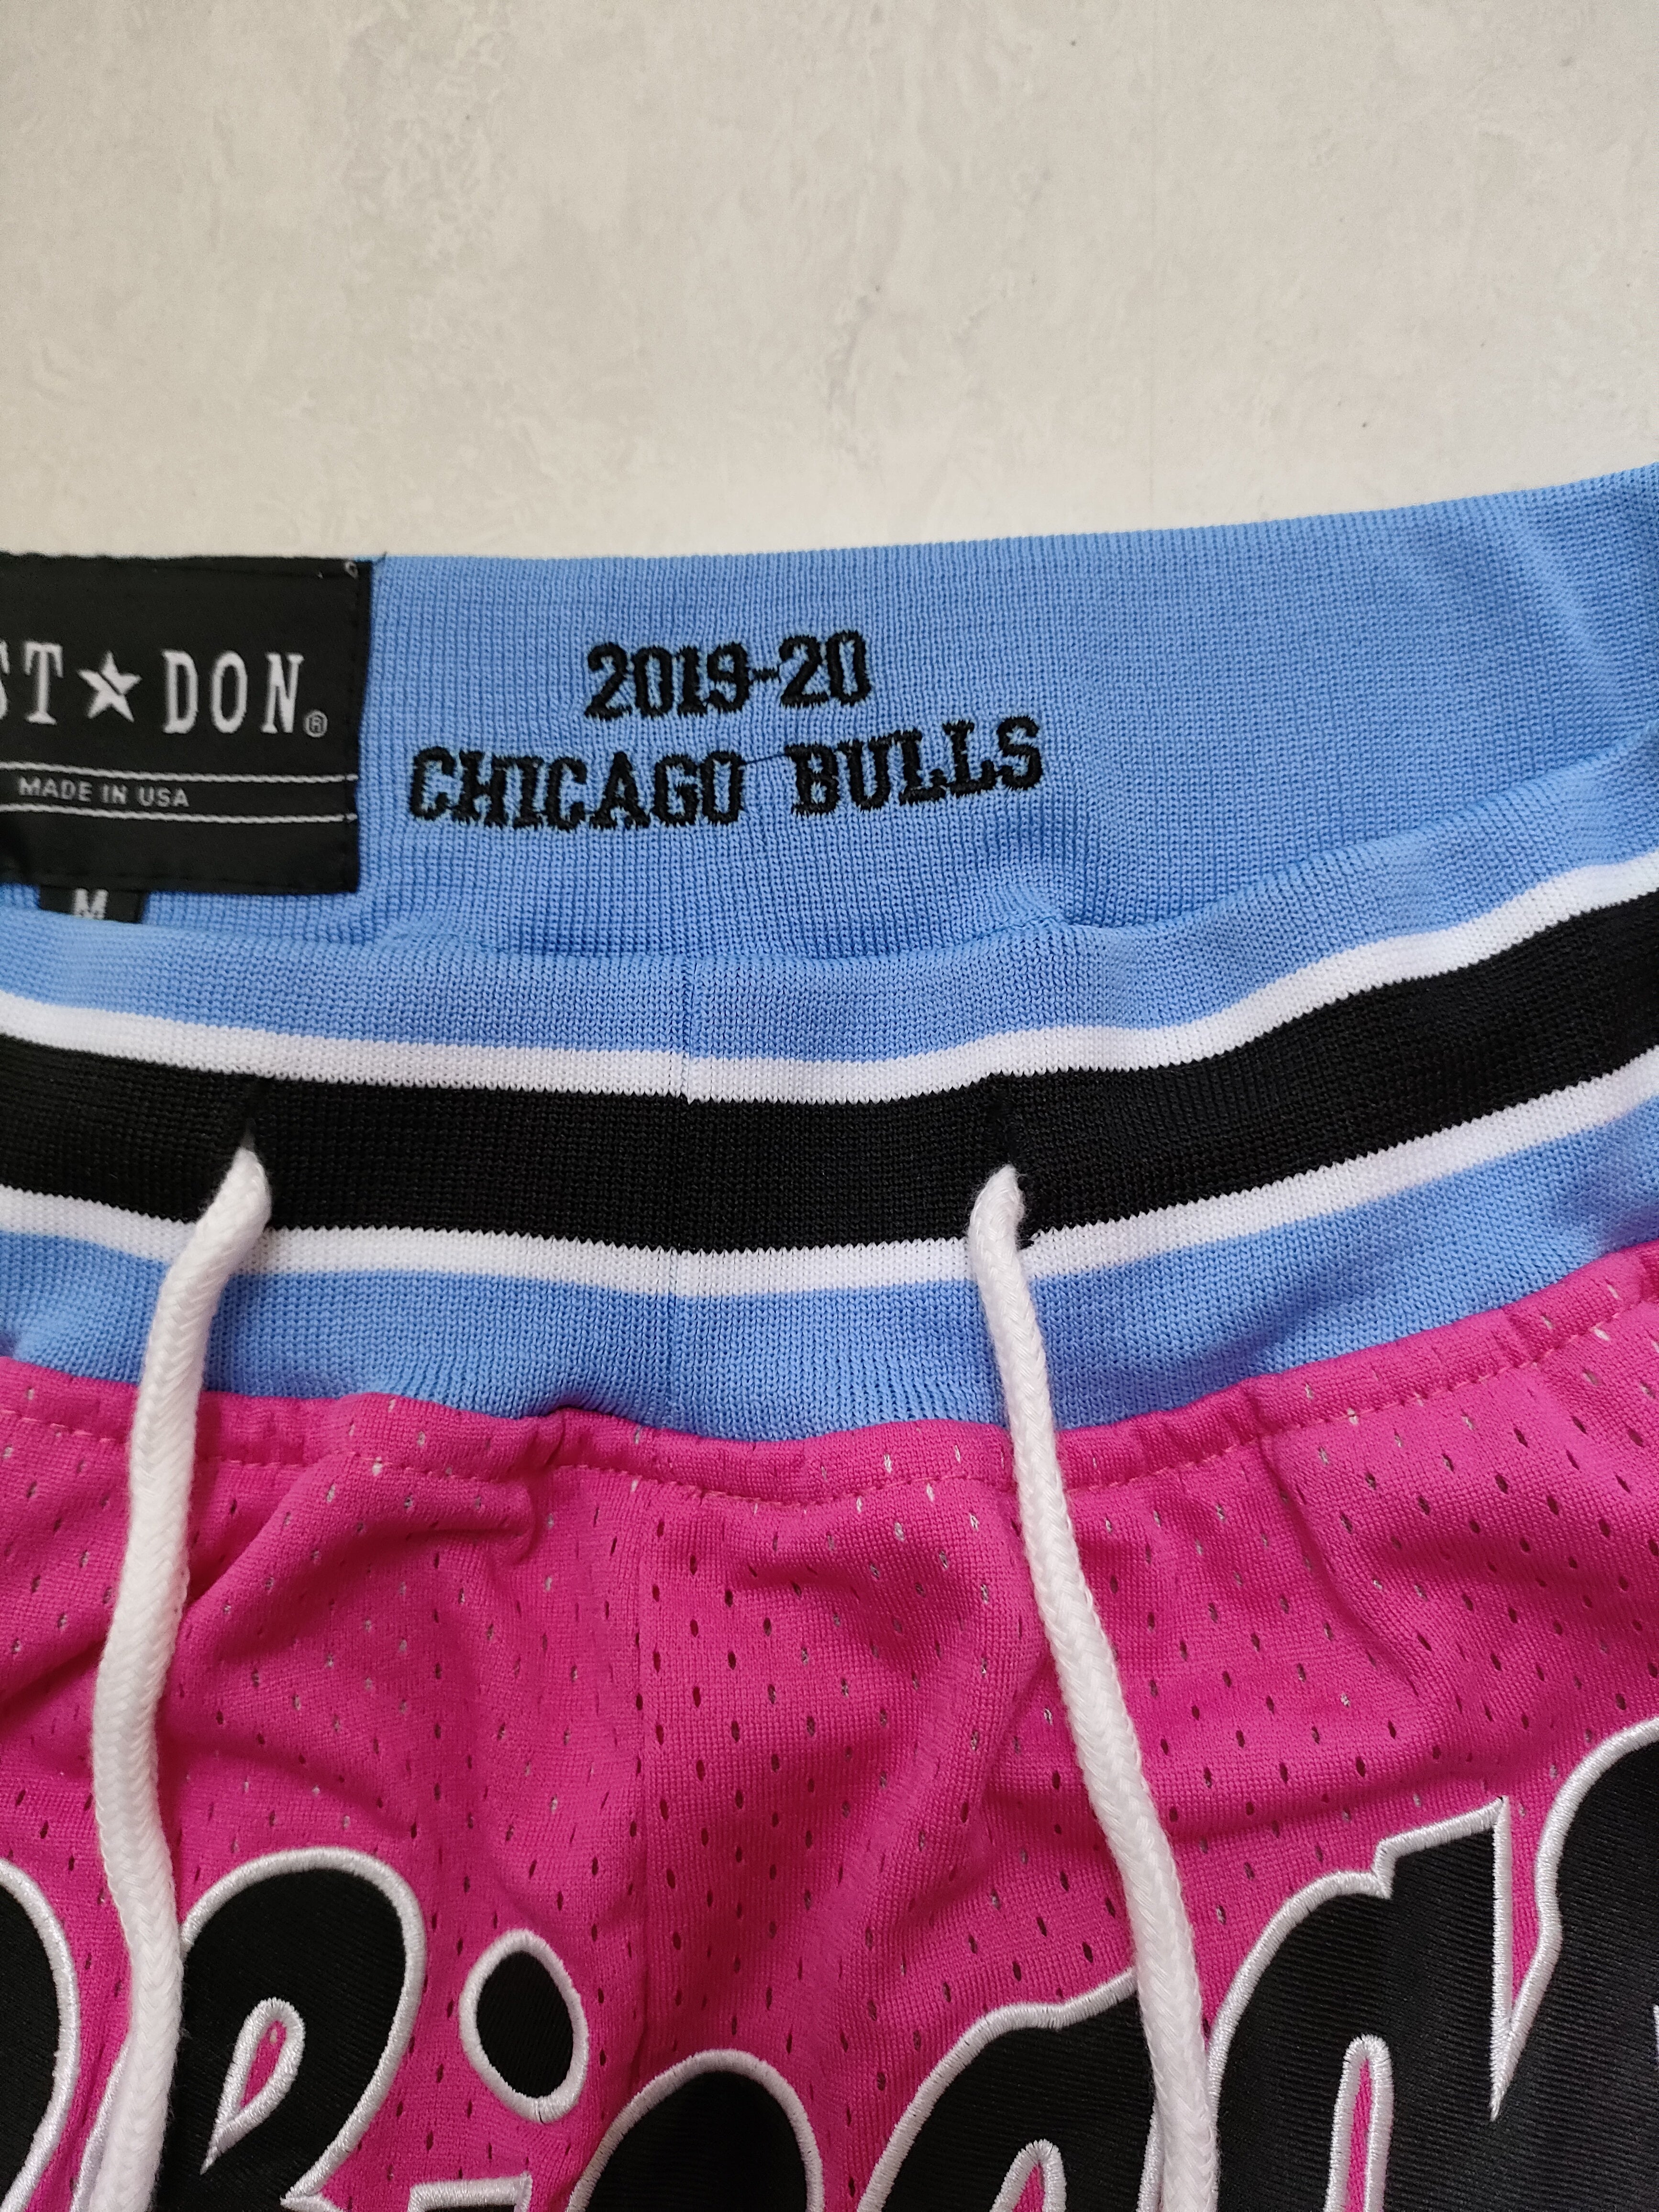 ST★DON®
MADE IN USA
M
2019-20
CHICAGO BULLS